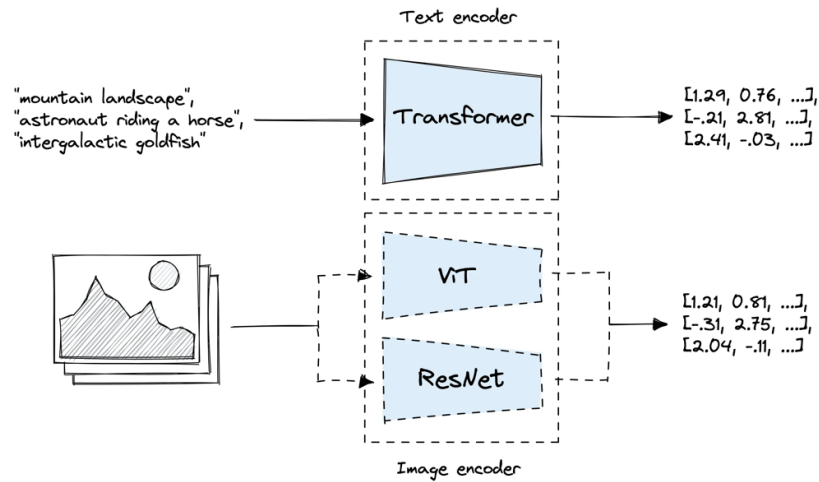 Text encoder
"mountain landscape",
"astronaut riding a horse",
"intergalactic goldfish"
Transformer
[1.29, 0.76, ...],
[-.21, 2.81, ...],
[2.41, -.03, ...]
ViT
ResNet
[1.21, 0.81, ...],
[-.31, 2.75, ...],
[2.04, -.11, ...]
Image encoder